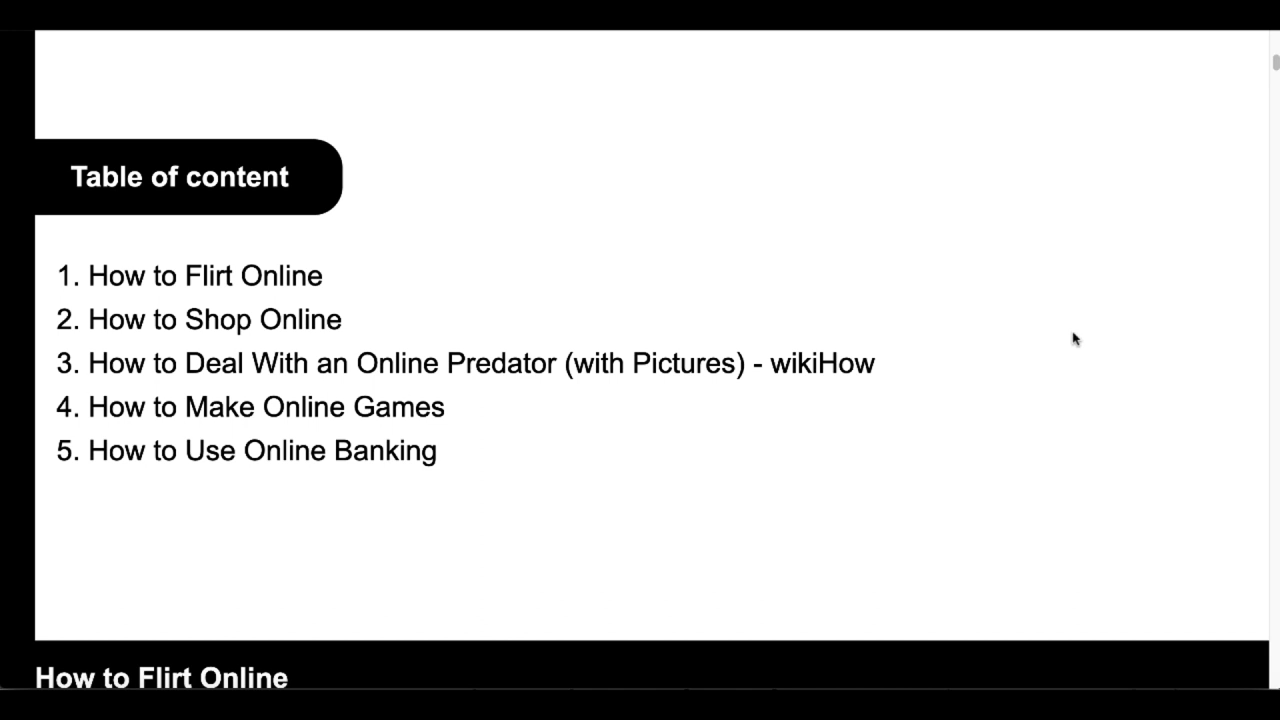 Table of content
1. How to Flirt Online
2. How to Shop Online
3. How to Deal With an Online Predator (with Pictures) - wikiHow
4. How to Make Online Games
5. How to Use Online Banking
How to Flirt Online